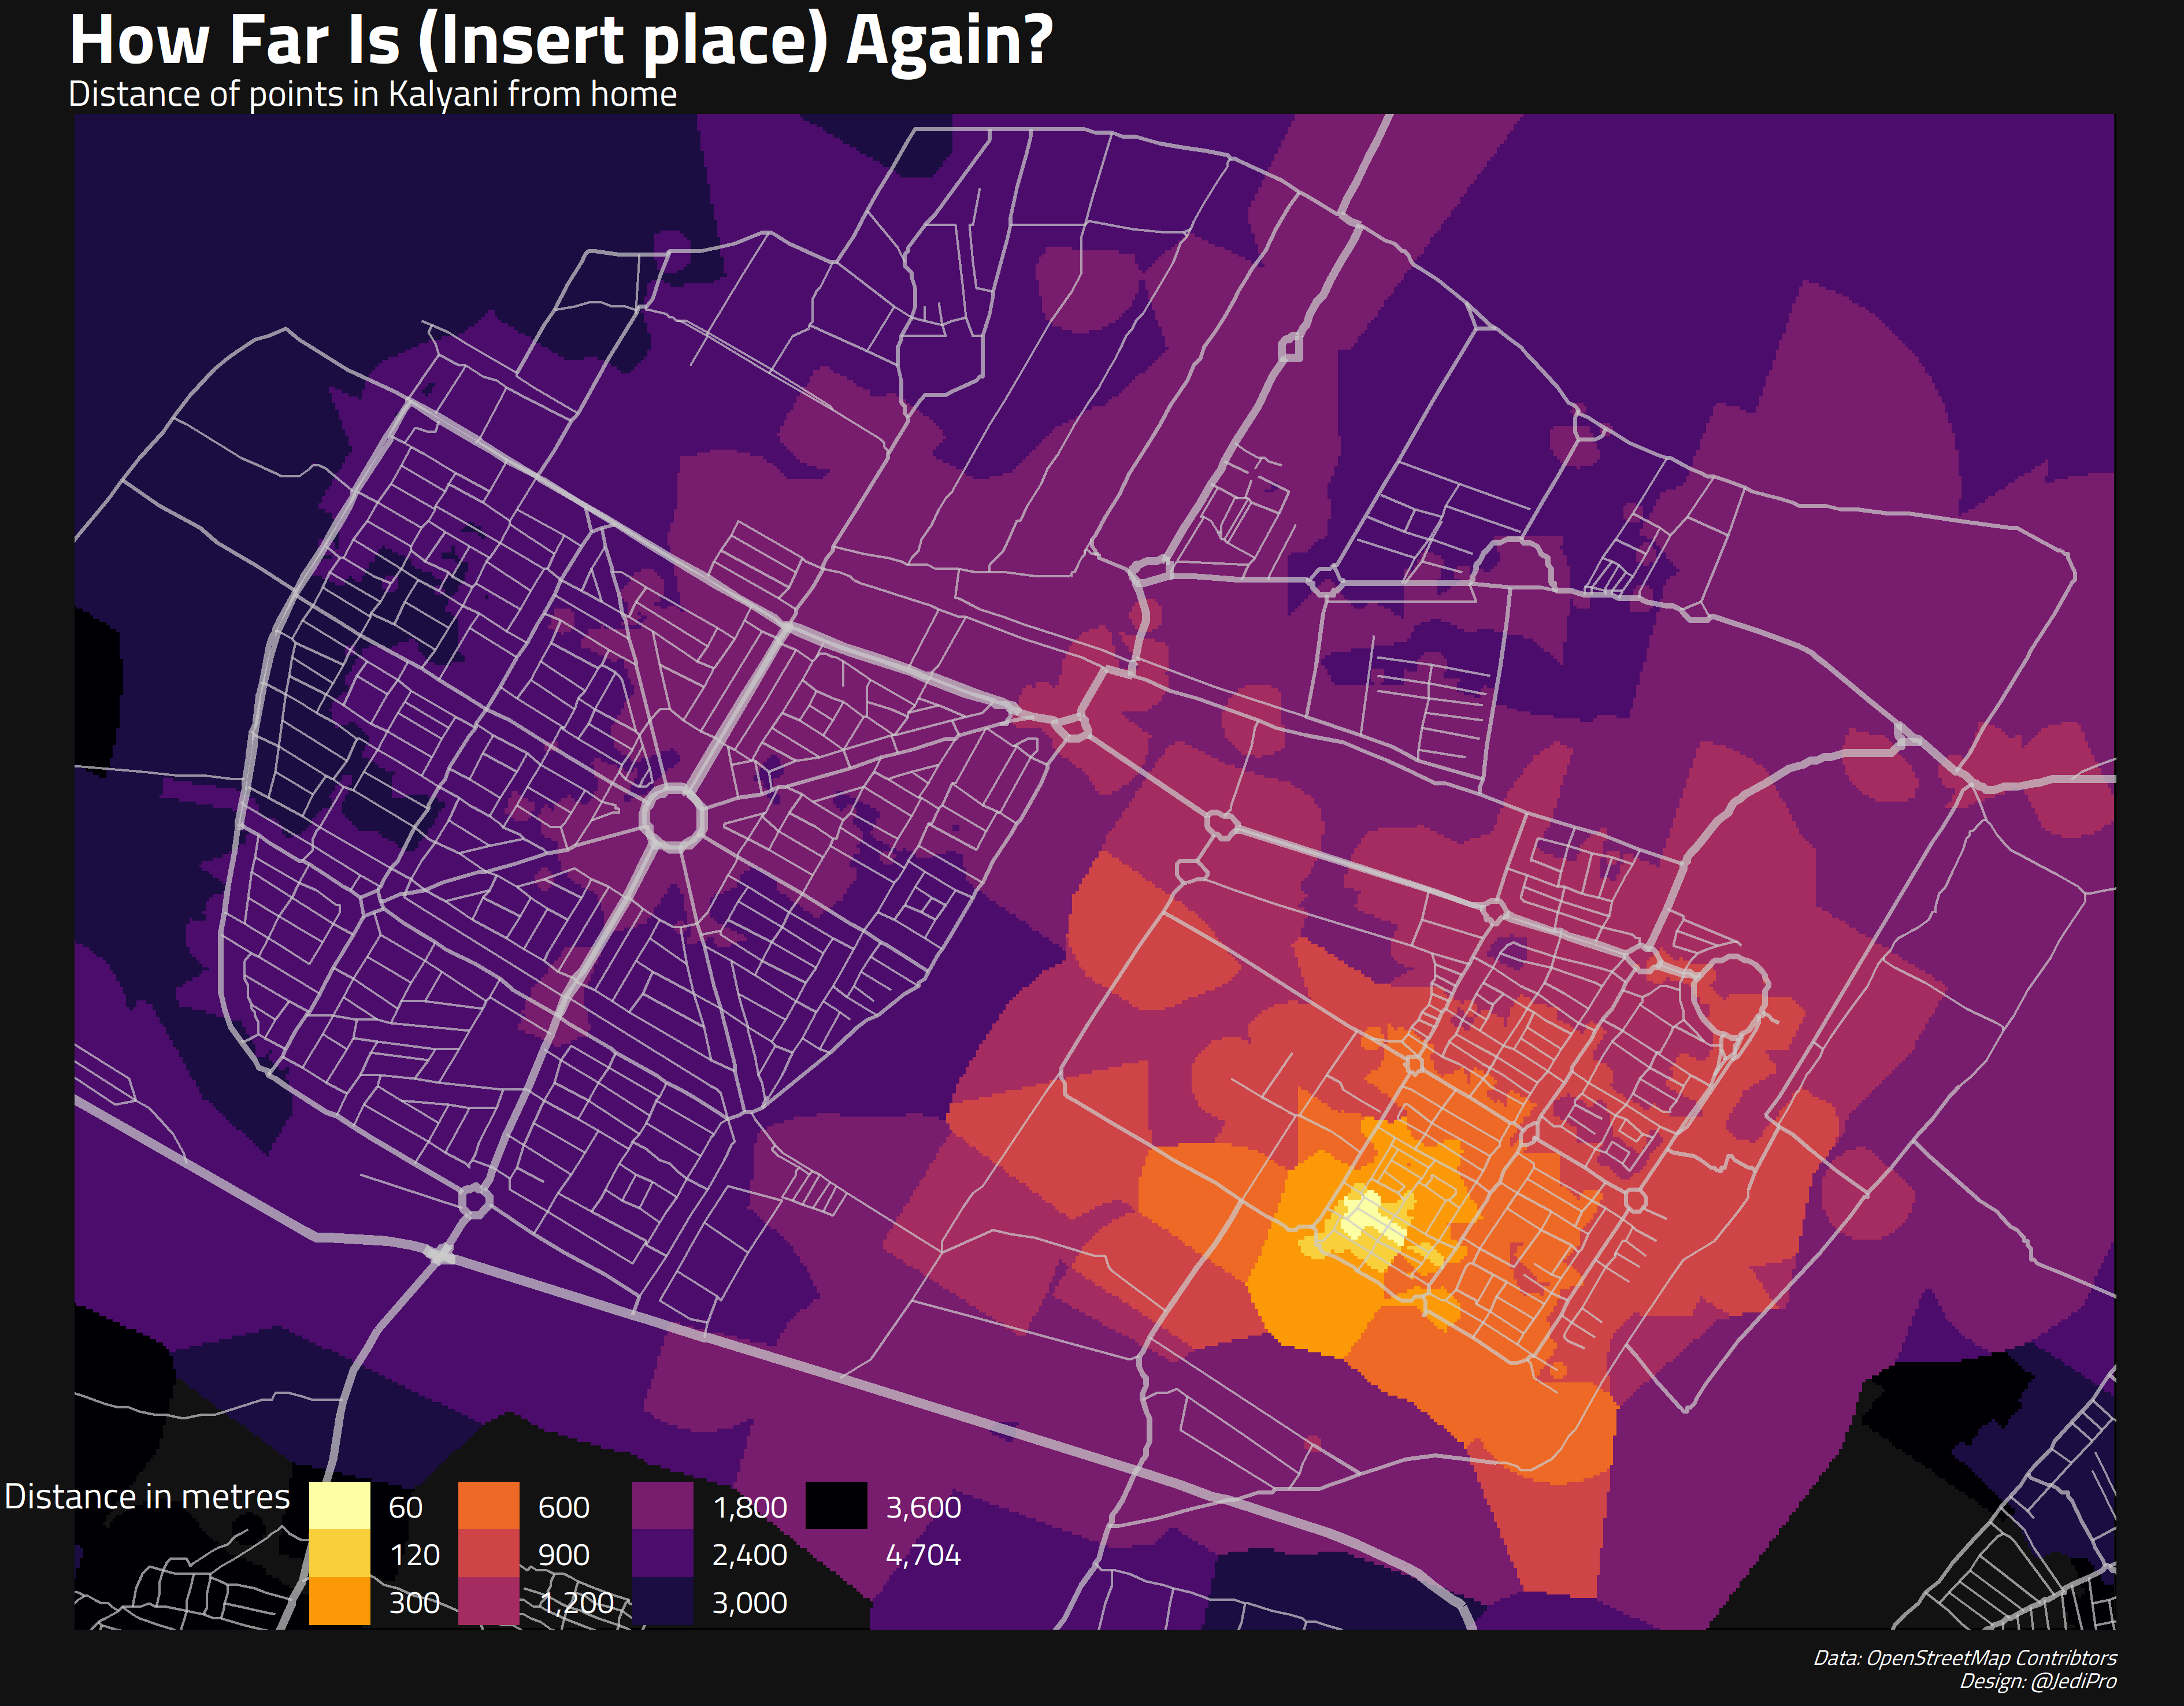 How Far Is (Insert place) Again?
Distance of points in Kalyani from home
Distance in metres
60
120
300
600
900
1,200
1,800
2,400
3,000
3,600
4,704
Data: OpenStreetMap Contribtors
Design: @JediPro